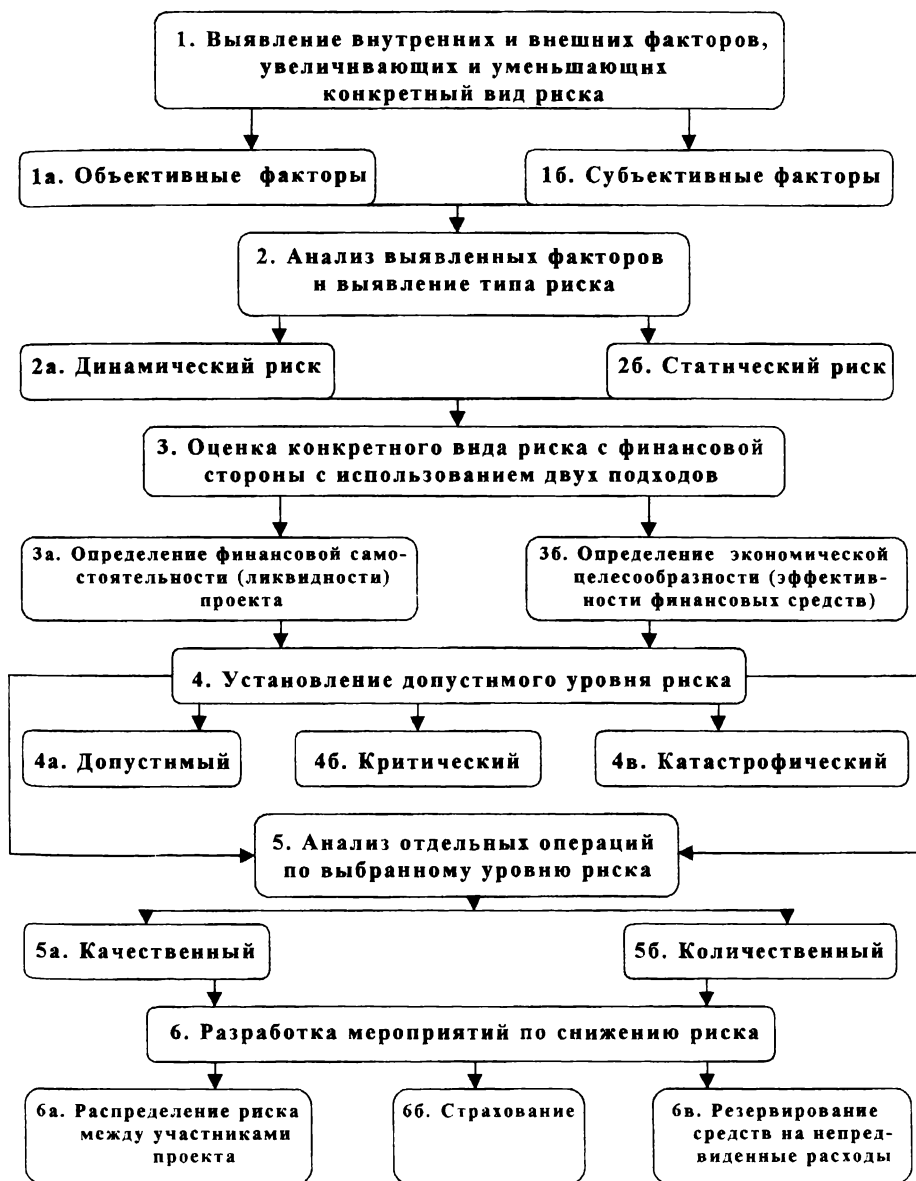 1. Выявление внутренних и внешних факторов,
увеличивающих и уменьшающих
конкретный вид риска
1а. Объективные факторы
1б. Субъективные факторы
2. Анализ выявленных факторов
и выявление типа риска
2а. Динамический риск
2б. Статический риск
3. Оценка конкретного вида риска с финансовой
стороны с использованием двух подходов
3а. Определение финансовой само-
стоятельности (ликвидности)
проекта
3б. Определение экономической
целесообразности (эффектив-
ности финансовых средств)
4. Установление допустимого уровня риска
4а. Допустимый
4б. Критический
4в. Катастрофический
5. Анализ отдельных операций
по выбранному уровню риска
5а. Качественный
5б. Количественный
6. Разработка мероприятий по снижению риска
6а. Распределение риска
между участниками
проекта
6б. Страхование
6в. Резервирование
средств на непред-
виденные расходы